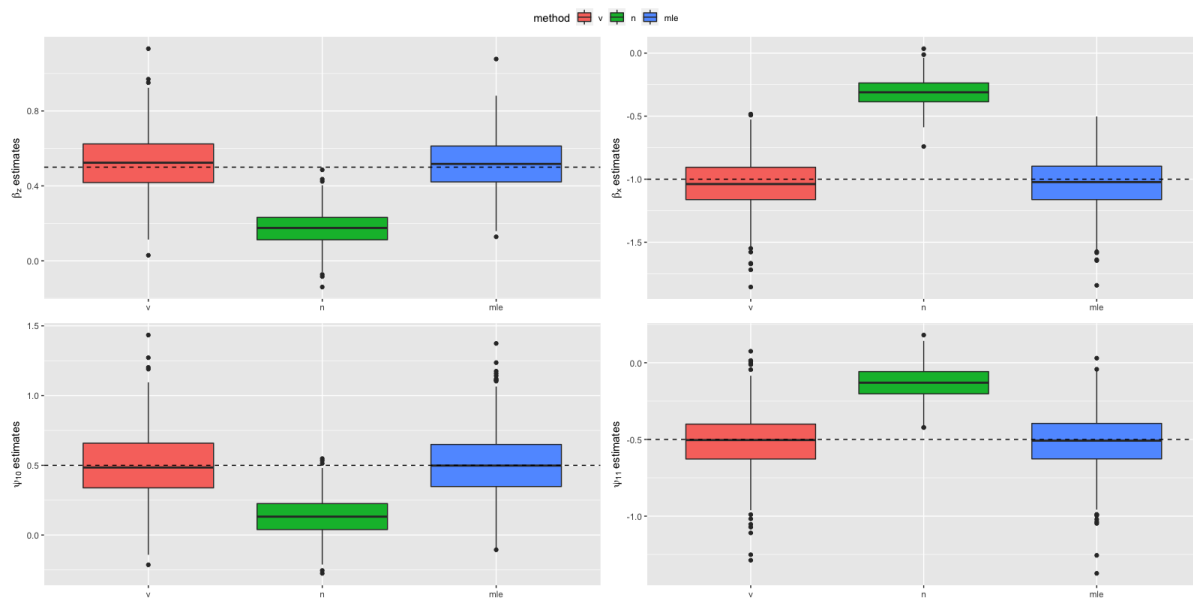 method v n mle
βz estimates
0.8
0.4
0.0
v n mle
βx estimates
0.0
-0.5
-1.0
-1.5
v n mle
ψ10 estimates
1.5
1.0
0.5
0.0
v n mle
ψ11 estimates
0.0
-0.5
-1.0
v n mle